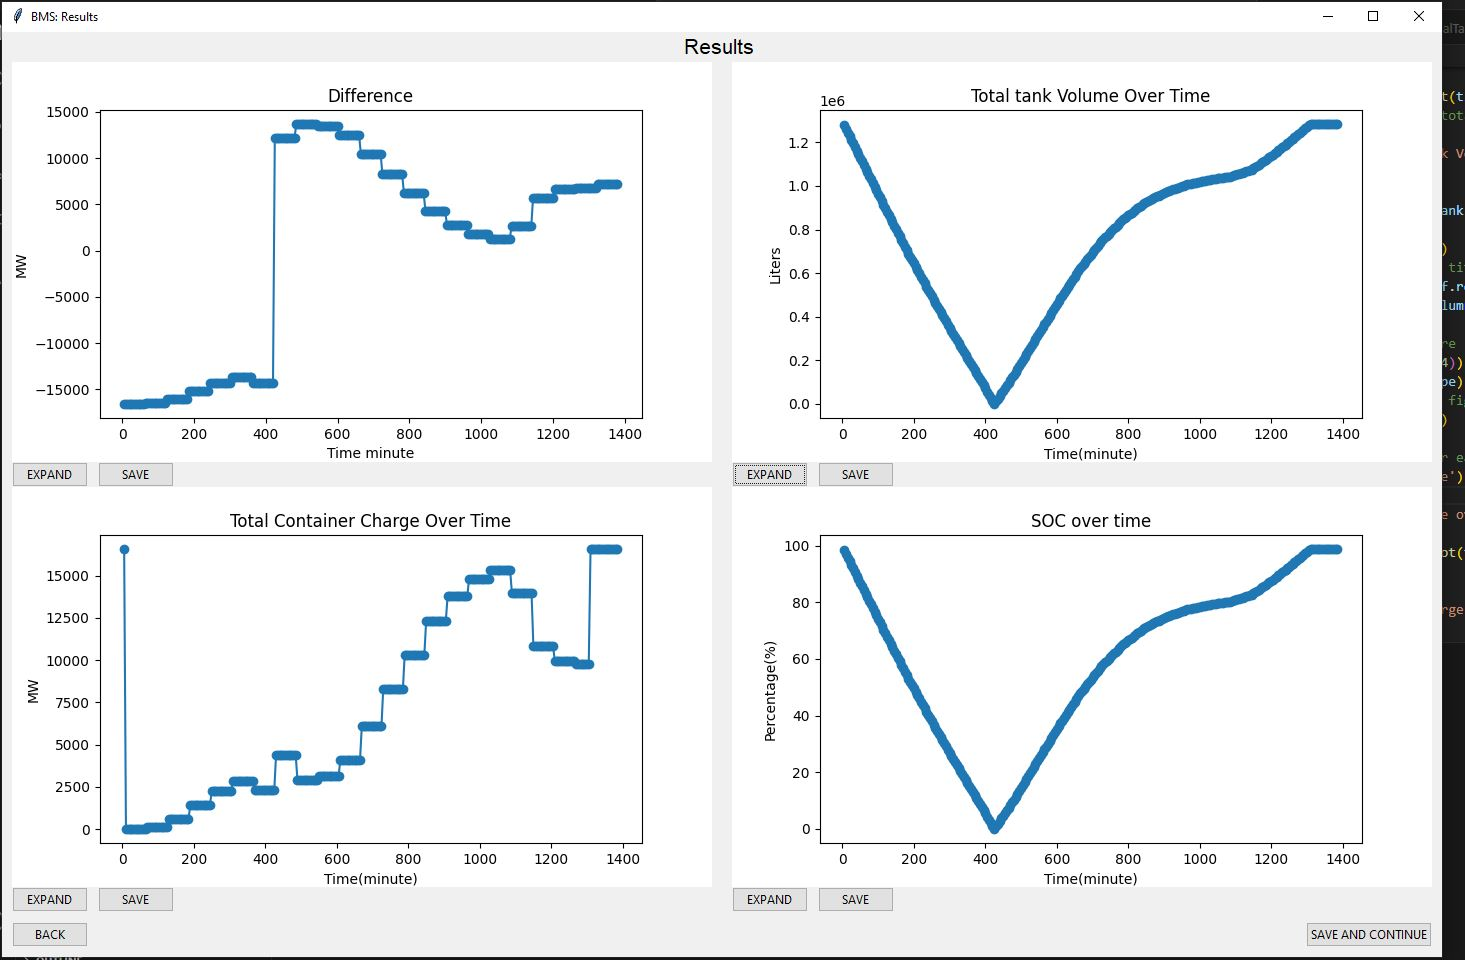 BMS: Results
Results
Difference
15000
10000
5000
0
−5000
−10000
−15000
MW
0 200 400 600 800 1000 1200 1400
Time minute
EXPAND SAVE
Total tank Volume Over Time
1e6
1.2
1.0
0.8
0.6
0.4
0.2
0.0
Liters
0 200 400 600 800 1000 1200 1400
Time(minute)
EXPAND SAVE
Total Container Charge Over Time
15000
12500
10000
7500
5000
2500
0
MW
0 200 400 600 800 1000 1200 1400
Time(minute)
EXPAND SAVE
SOC over time
100
80
60
40
20
0
Percentage(%)
0 200 400 600 800 1000 1200 1400
Time(minute)
EXPAND SAVE
BACK
SAVE AND CONTINUE